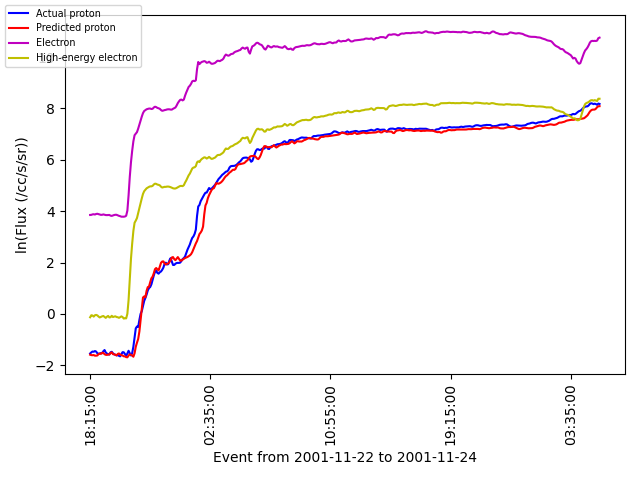 Actual proton
Predicted proton
Electron
High-energy electron
ln(Flux (/cc/s/sr))
8
6
4
2
0
−2
18:15:00
02:35:00
10:55:00
19:15:00
03:35:00
Event from 2001-11-22 to 2001-11-24